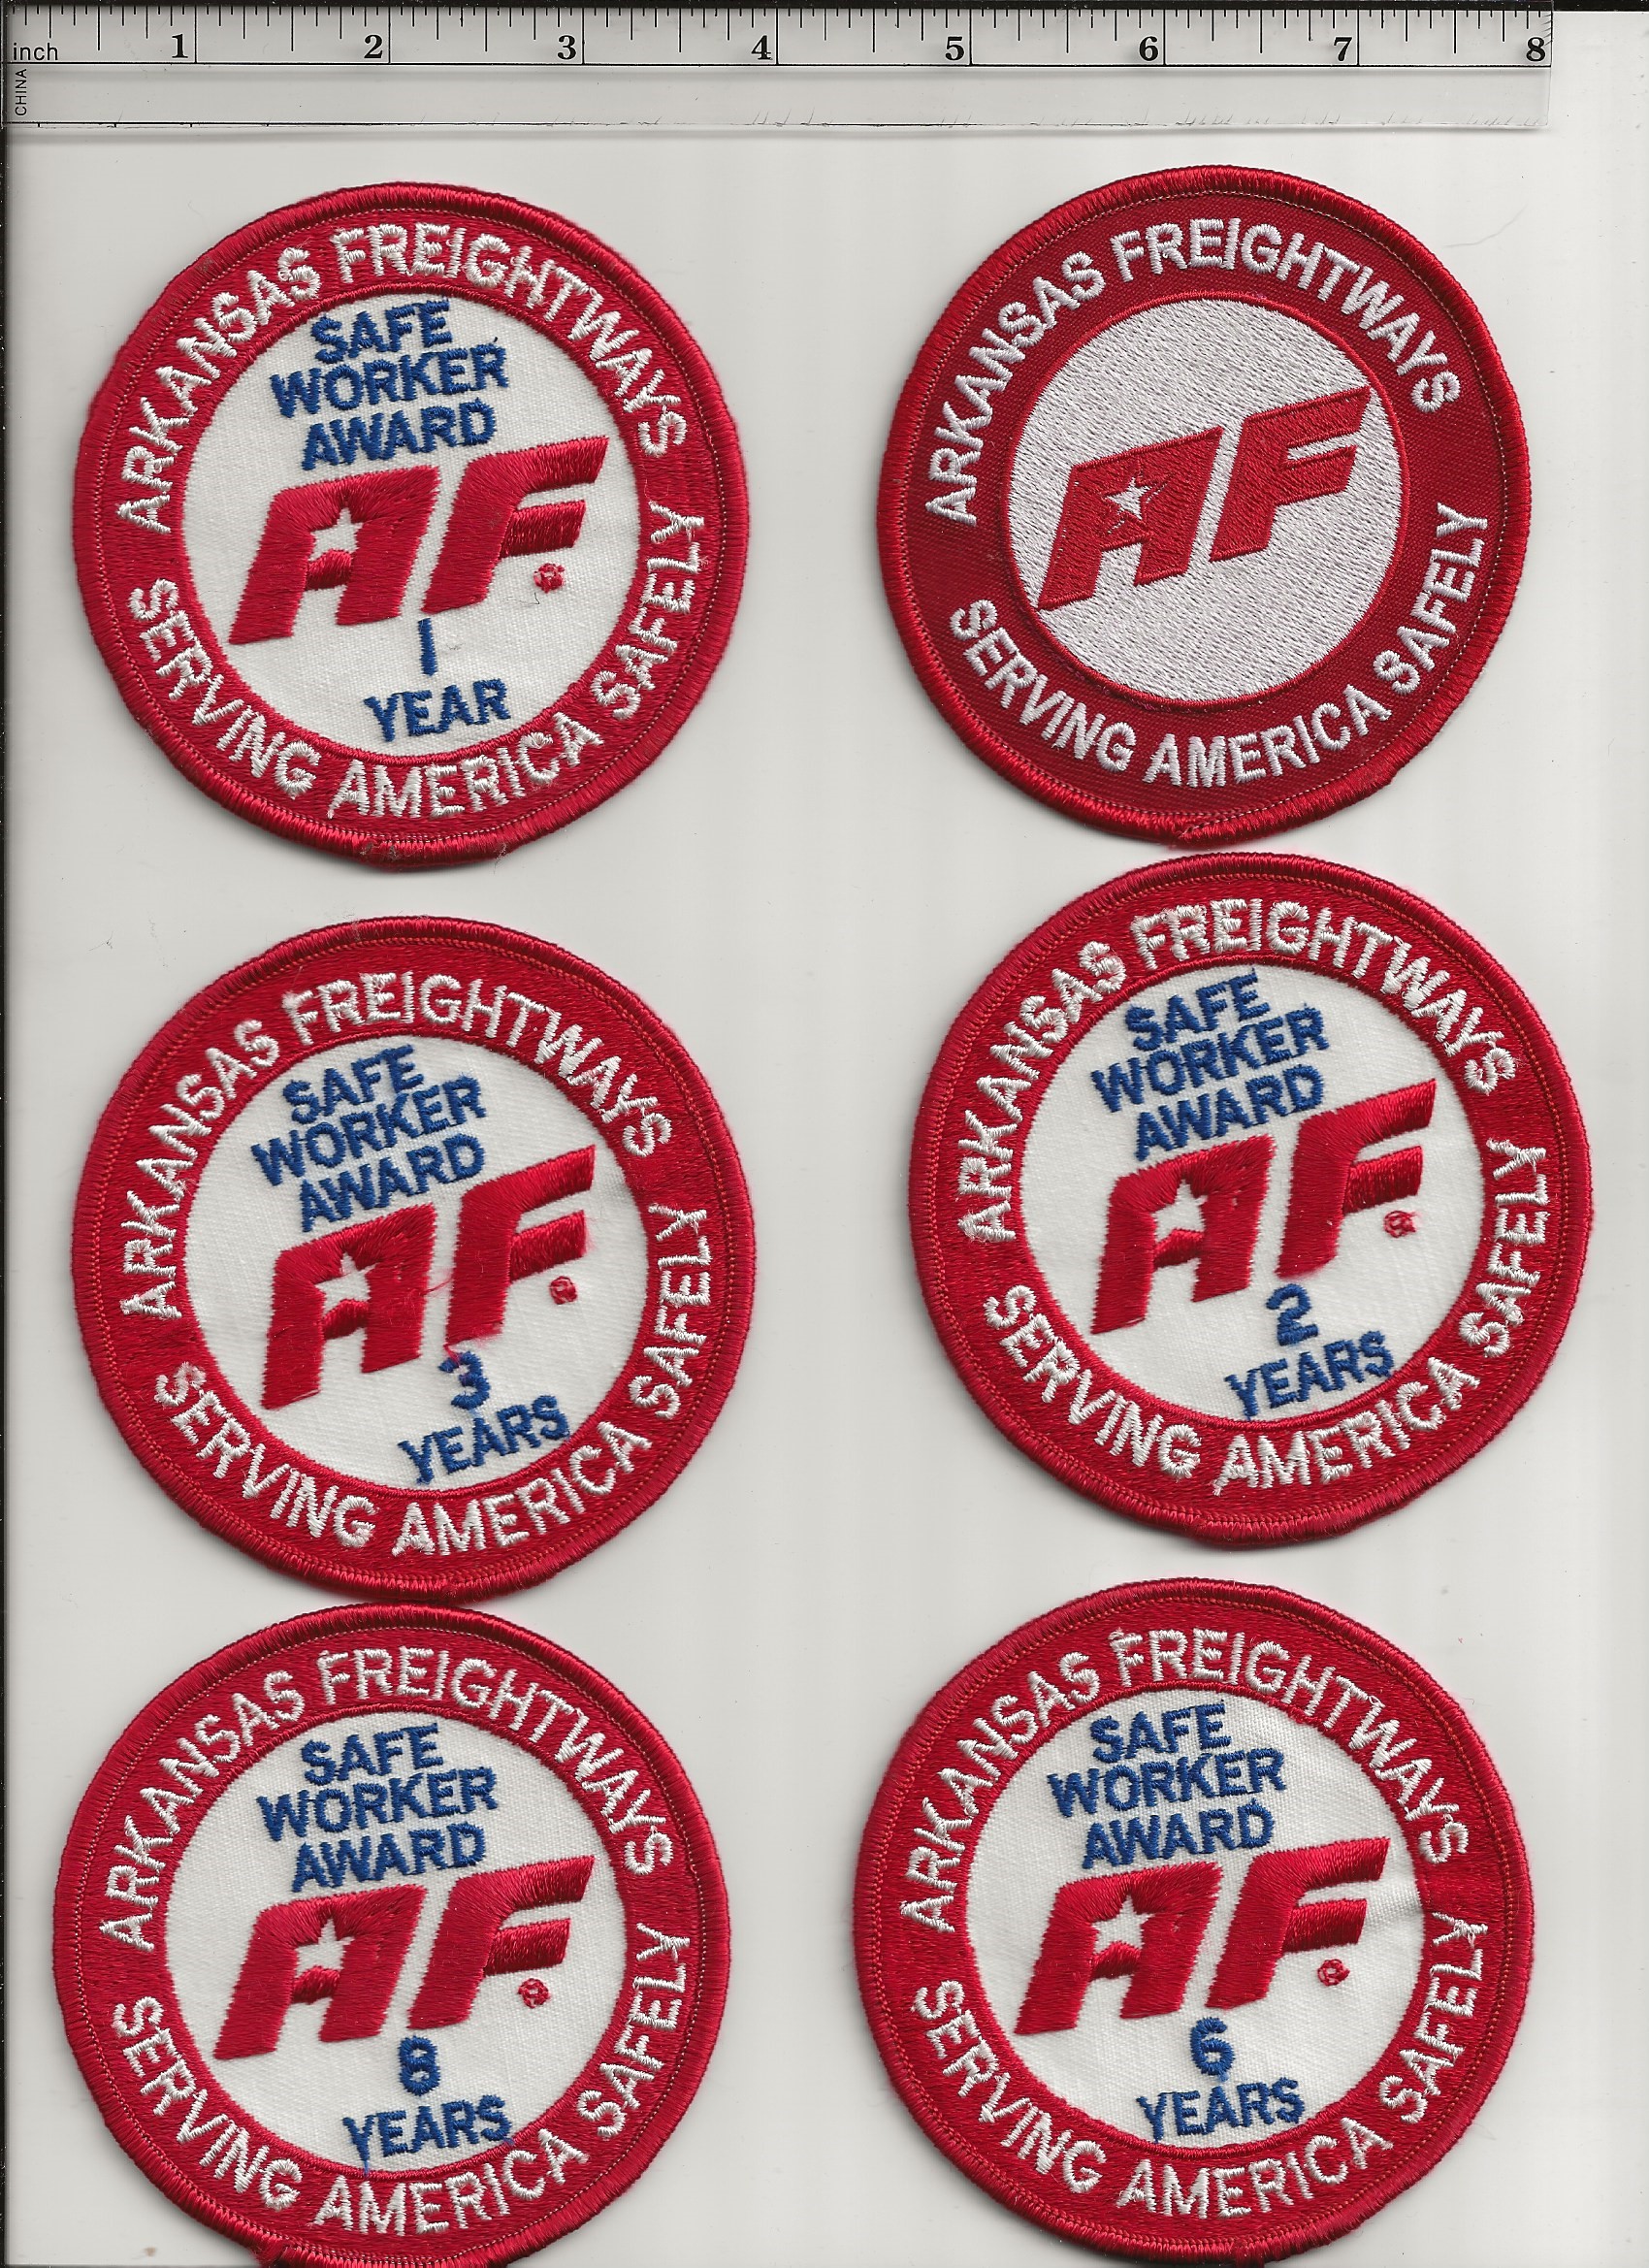 1 2 3 4 5 6 7 8
inch
CHINA
ARKANSAS FREIGHTWAYS
SAFE
WORKER
AWARD
AF®
1
YEAR
SERVING AMERICA SAFELY
ARKANSAS FREIGHTWAYS
AF
SERVING AMERICA SAFELY
ARKANSAS FREIGHTWAYS
SAFE
WORKER
AWARD
AF®
3
YEARS
SERVING AMERICA SAFELY
ARKANSAS FREIGHTWAYS
SAFE
WORKER
AWARD
AF®
2
YEARS
SERVING AMERICA SAFELY
ARKANSAS FREIGHTWAYS
SAFE
WORKER
AWARD
AF®
8
YEARS
SERVING AMERICA SAFELY
ARKANSAS FREIGHTWAYS
SAFE
WORKER
AWARD
AF®
6
YEARS
SERVING AMERICA SAFELY